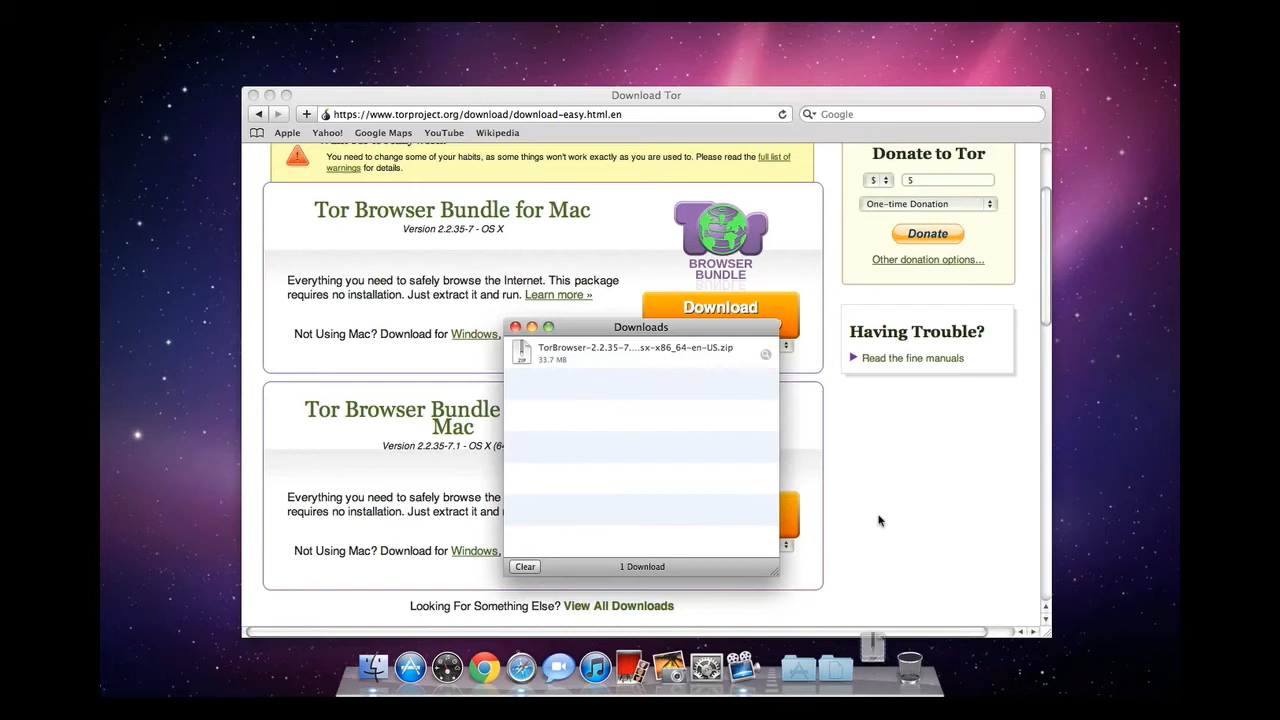 Download Tor
https://www.torproject.org/download/download-easy.html.en
Google
Apple Yahoo! Google Maps YouTube Wikipedia
You need to change some of your habits, as some things won't work exactly as you are used to. Please read the full list of
warnings for details.
Tor Browser Bundle for Mac
Version 2.2.35-7 - OS X
Everything you need to safely browse the Internet. This package
requires no installation. Just extract it and run. Learn more »
Not Using Mac? Download for Windows,
BROWSER
BUNDLE
Download
Downloads
TorBrowser-2.2.35-7....sx-x86_64-en-US.zip
33.7 MB
Clear
1 Download
Tor Browser Bundle
Mac
Version 2.2.35-7.1 - OS X (6
Everything you need to safely browse the
requires no installation. Just extract it and
Not Using Mac? Download for Windows,
Looking For Something Else? View All Downloads
Donate to Tor
$ 5
One-time Donation
Donate
Other donation options...
Having Trouble?
Read the fine manuals
ZIP